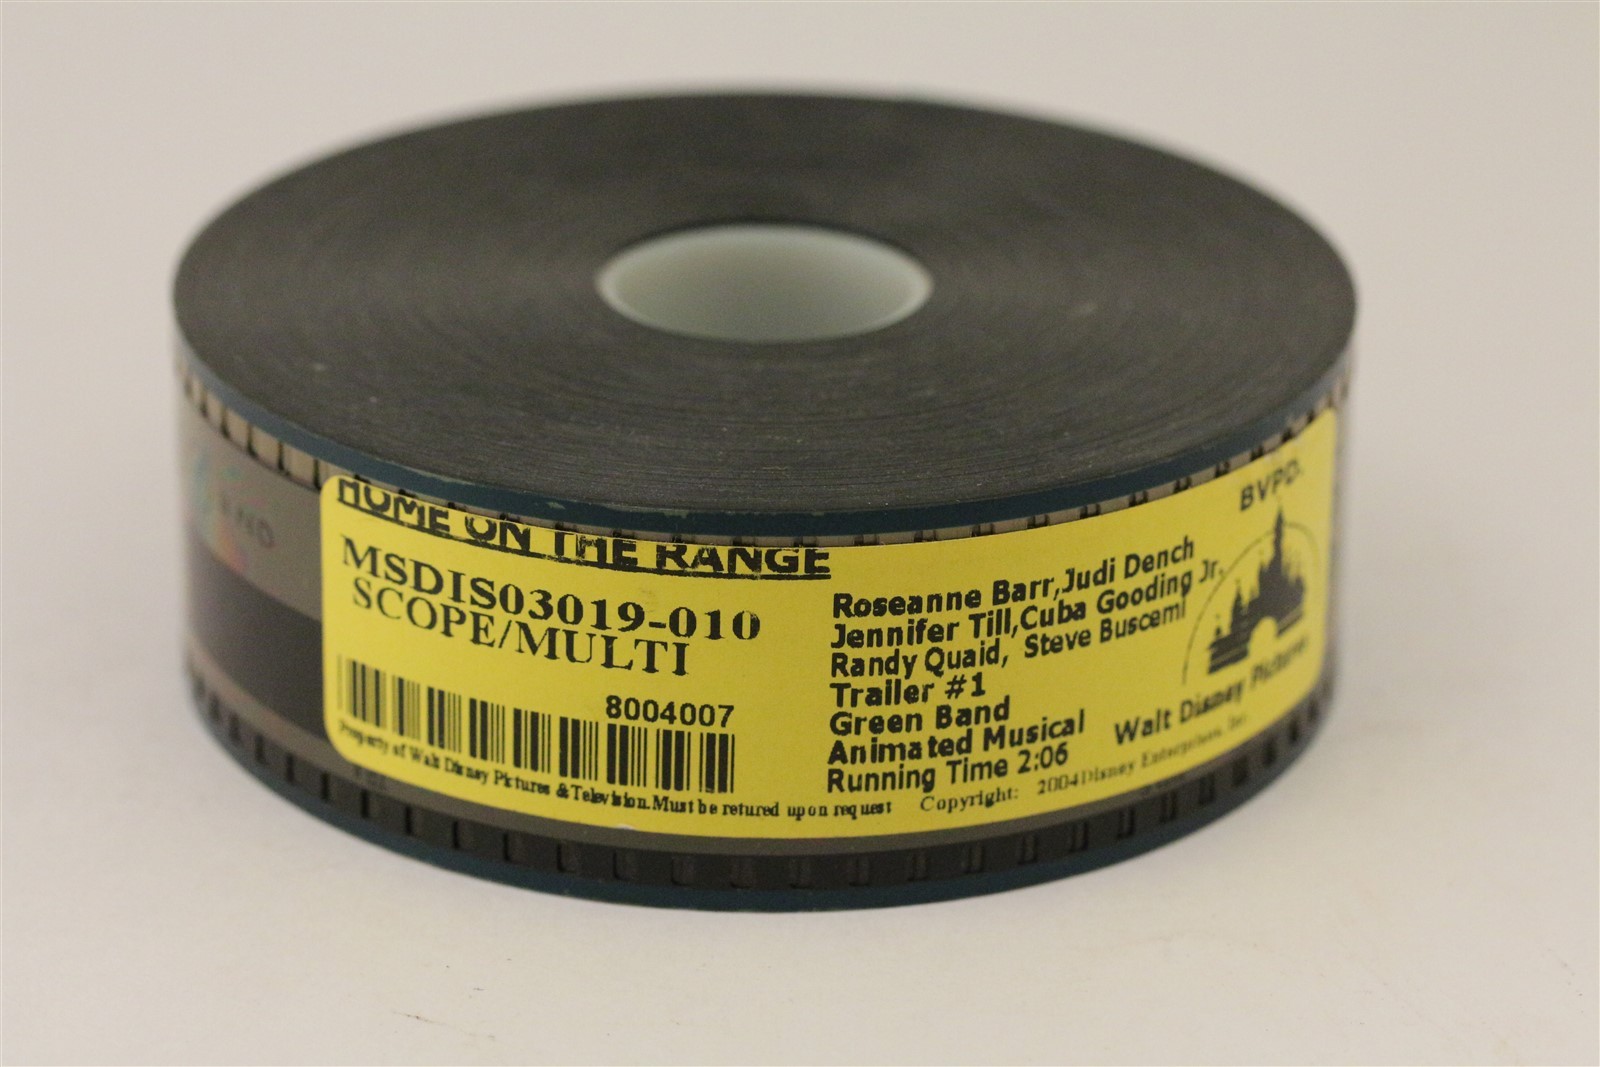 HOME ON THE RANGE
MSDIS03019-010
SCOPE/MULTI
8004007
Property of Walt Disney Pictures & Television. Must be retured upon request
Roseanne Barr, Judi Dench
Jennifer Till, Cuba Gooding Jr.
Randy Quaid, Steve Buscemi
Trailer #1
Green Band
Animated Musical
Running Time 2:06
Copyright: 2004 Disney Enterprises, Inc.
BVPD.
Walt Disney Pictures